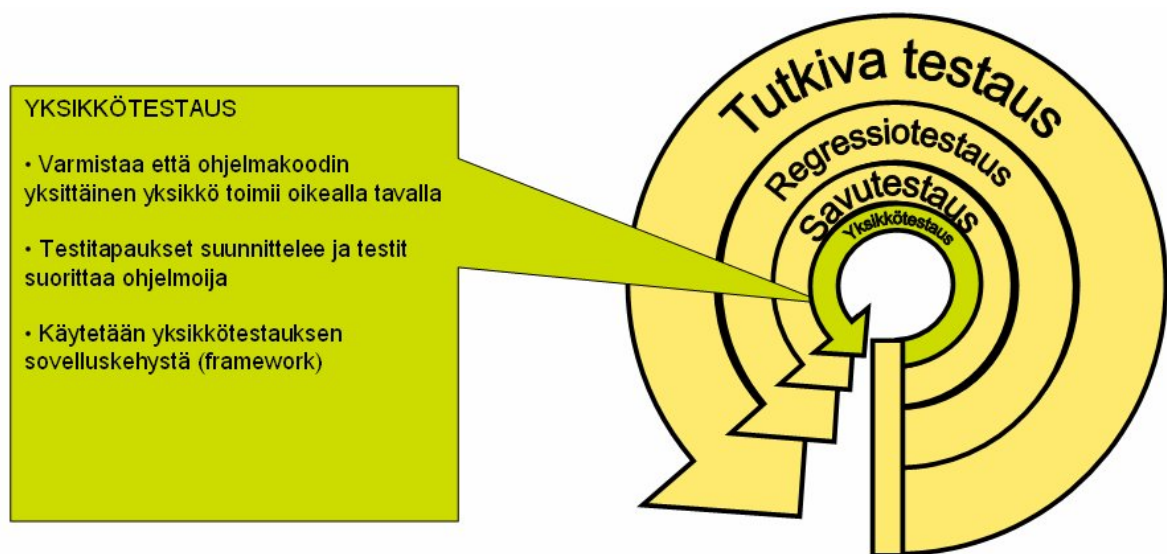 YKSIKKÖTESTAUS
• Varmistaa että ohjelmakoodin
yksittäinen yksikkö toimii oikealla tavalla
• Testitapaukset suunnittelee ja testit
suorittaa ohjelmoija
• Käytetään yksikkötestauksen
sovelluskehystä (framework)
Tutkiva testaus
Regressiotestaus
Savutestaus
Yksikkötestaus